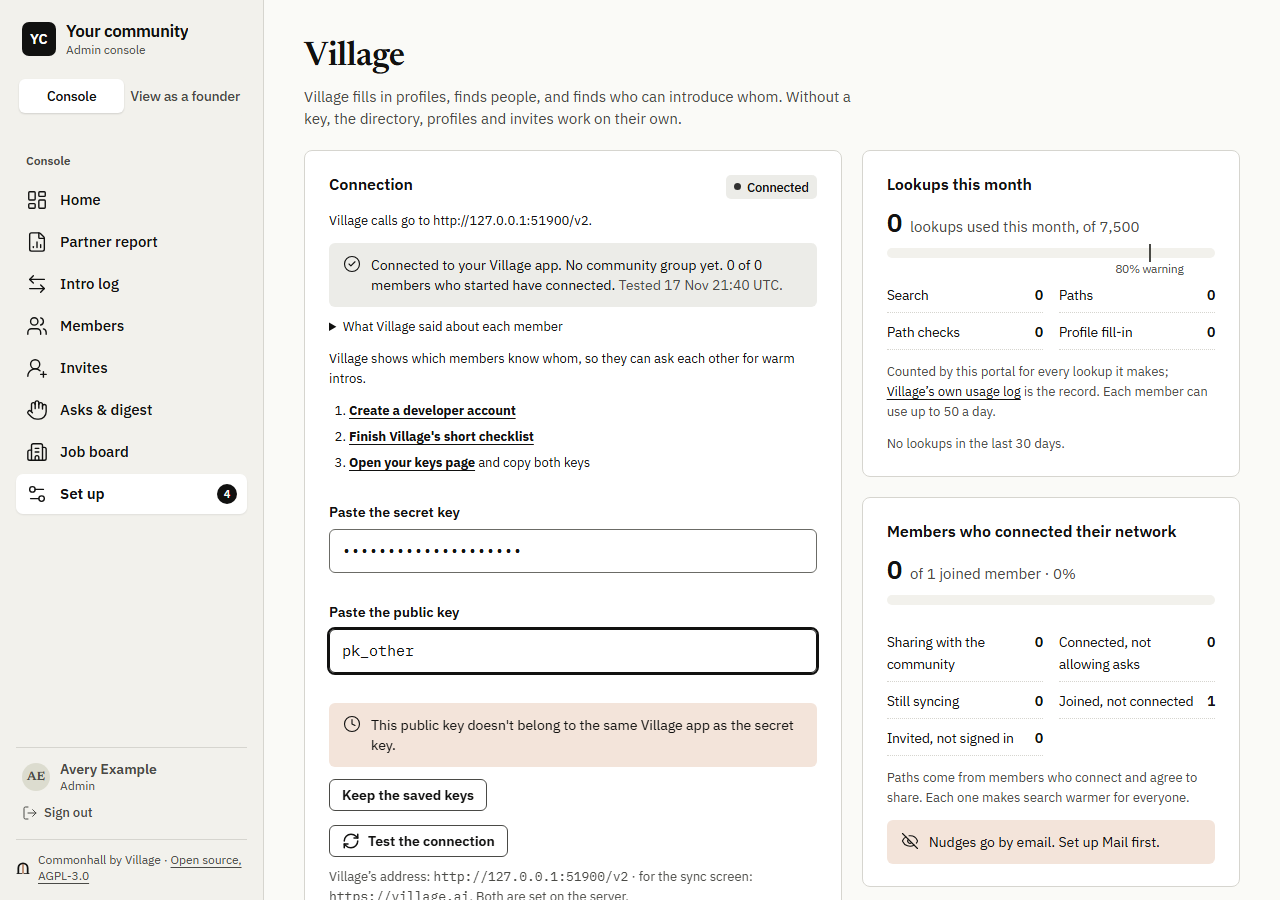 YC
Your community
Admin console
Console
View as a founder
Console
Home
Partner report
Intro log
Members
Invites
Asks & digest
Job board
Set up
4
AE
Avery Example
Admin
Sign out
Commonhall by Village · Open source,
AGPL-3.0
Village
Village fills in profiles, finds people, and finds who can introduce whom. Without a
key, the directory, profiles and invites work on their own.
Connection
Connected
Village calls go to http://127.0.0.1:51900/v2.
Connected to your Village app. No community group yet. 0 of 0
members who started have connected. Tested 17 Nov 21:40 UTC.
What Village said about each member
Village shows which members know whom, so they can ask each other for warm
intros.
1. Create a developer account
2. Finish Village's short checklist
3. Open your keys page and copy both keys
Paste the secret key
••••••••••••••••••••
Paste the public key
pk_other
This public key doesn't belong to the same Village app as the secret
key.
Keep the saved keys
Test the connection
Village’s address: http://127.0.0.1:51900/v2 · for the sync screen:
https://village.ai. Both are set on the server.
Lookups this month
0 lookups used this month, of 7,500
80% warning
Search 0
Paths 0
Path checks 0
Profile fill-in 0
Counted by this portal for every lookup it makes;
Village’s own usage log is the record. Each member can
use up to 50 a day.
No lookups in the last 30 days.
Members who connected their network
0 of 1 joined member · 0%
Sharing with the
community
0
Connected, not
allowing asks
0
Still syncing 0
Joined, not connected 1
Invited, not signed in 0
Paths come from members who connect and agree to
share. Each one makes search warmer for everyone.
Nudges go by email. Set up Mail first.